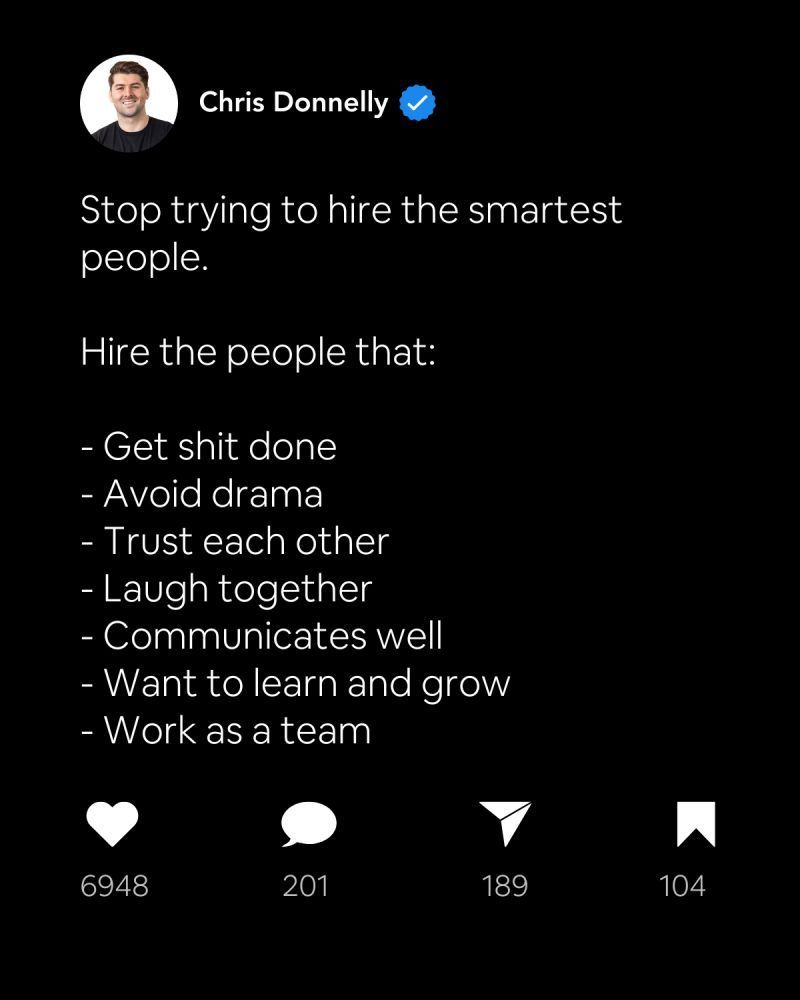 Chris Donnelly
Stop trying to hire the smartest
people.
Hire the people that:
- Get shit done
- Avoid drama
- Trust each other
- Laugh together
- Communicates well
- Want to learn and grow
- Work as a team
6948 201 189 104